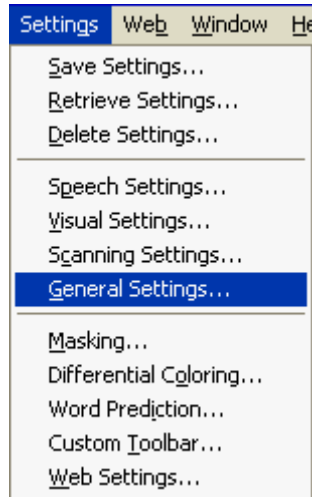 Settings Web Window He
Save Settings...
Retrieve Settings...
Delete Settings...
Speech Settings...
Visual Settings...
Scanning Settings...
General Settings...
Masking...
Differential Coloring...
Word Prediction...
Custom Toolbar...
Web Settings...